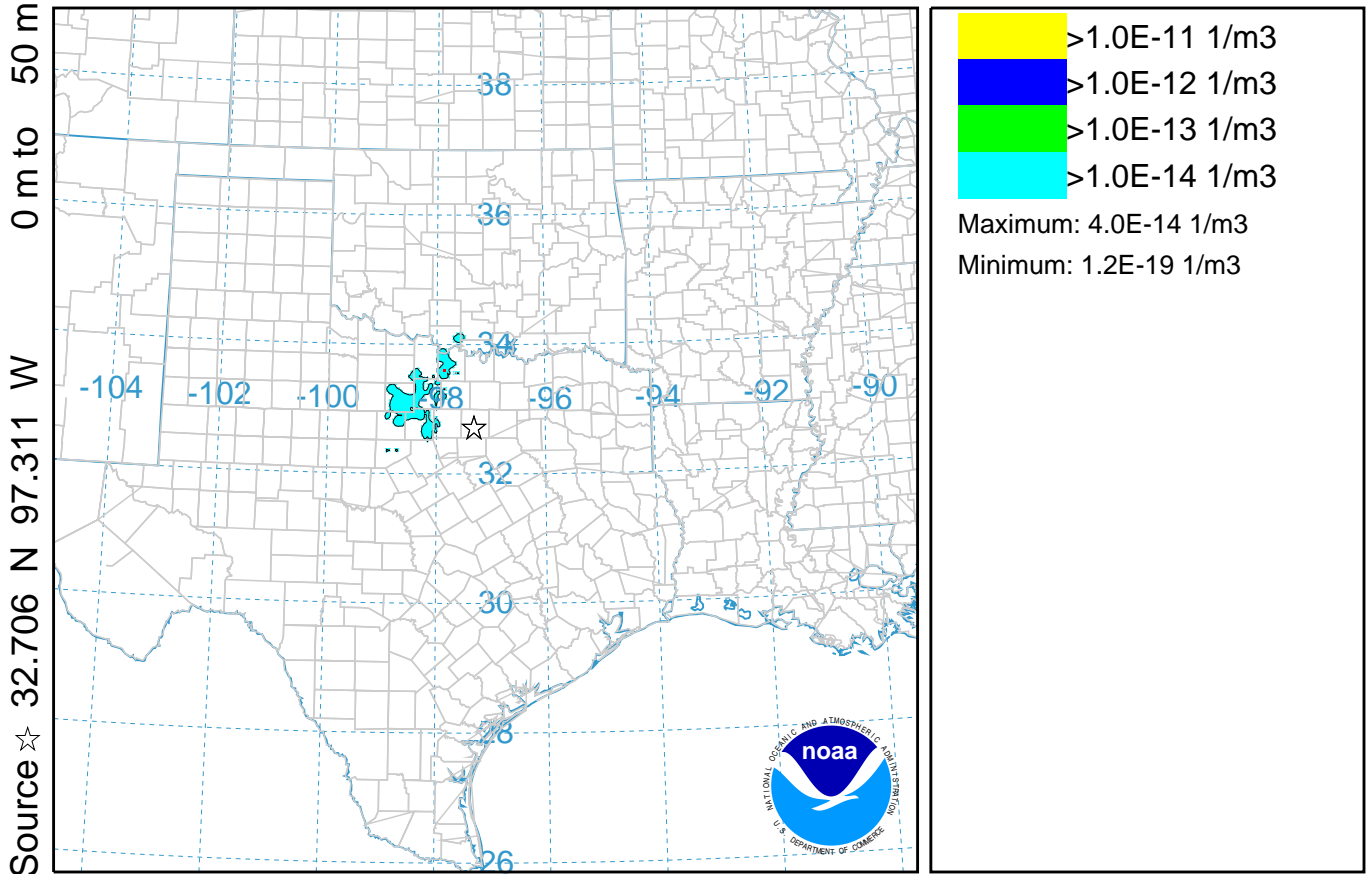 Source ☆ 32.706 N 97.311 W 0 m to 50 m
38
36
34
-104 -102 -100 -98 -96 -94 -92 -90
32
30
28
26
>1.0E-11 1/m3
>1.0E-12 1/m3
>1.0E-13 1/m3
>1.0E-14 1/m3
Maximum: 4.0E-14 1/m3
Minimum: 1.2E-19 1/m3
NATIONAL OCEANIC AND ATMOSPHERIC ADMINISTRATION
noaa
U.S. DEPARTMENT OF COMMERCE